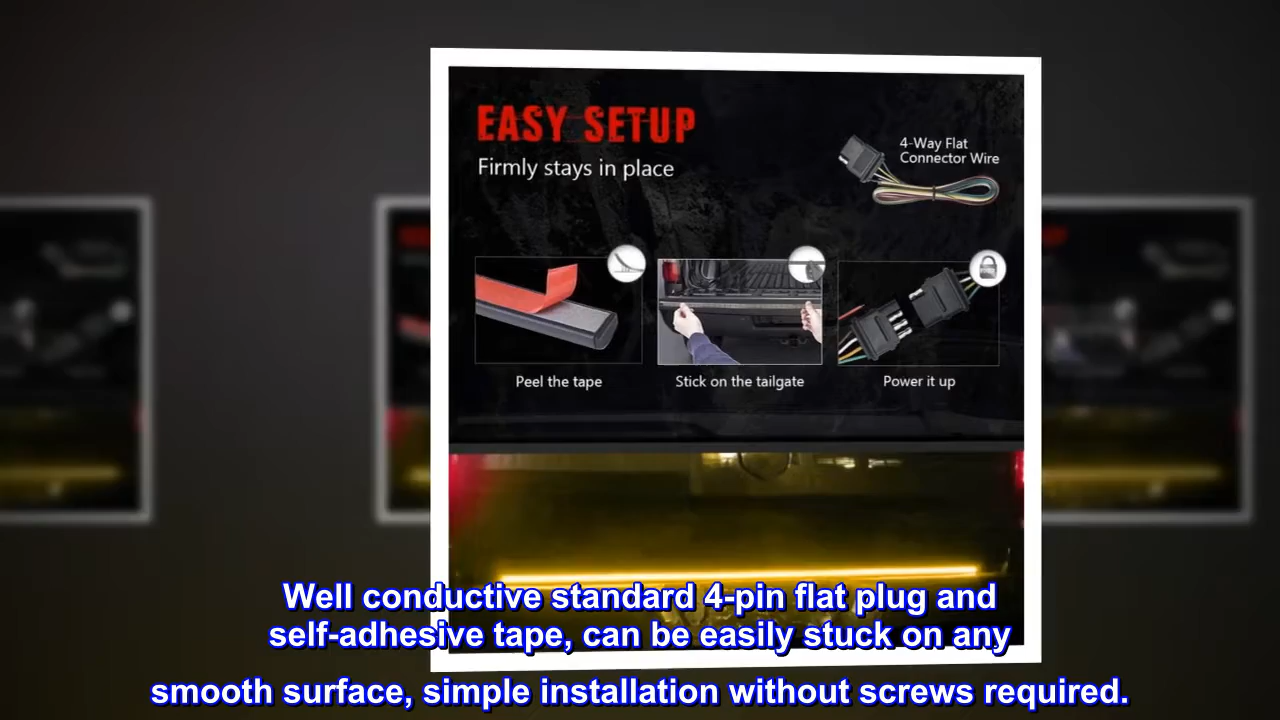 EASY SETUP
Firmly stays in place
4-Way Flat
Connector Wire
Peel the tape
Stick on the tailgate
Power it up
Well conductive standard 4-pin flat plug and
self-adhesive tape, can be easily stuck on any
smooth surface, simple installation without screws required.